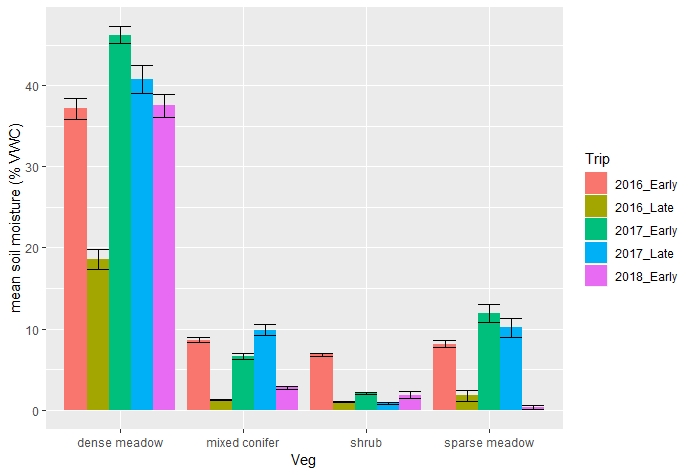 mean soil moisture (% VWC)
40
30
20
10
0
dense meadow
mixed conifer
shrub
sparse meadow
Veg
Trip
2016_Early
2016_Late
2017_Early
2017_Late
2018_Early